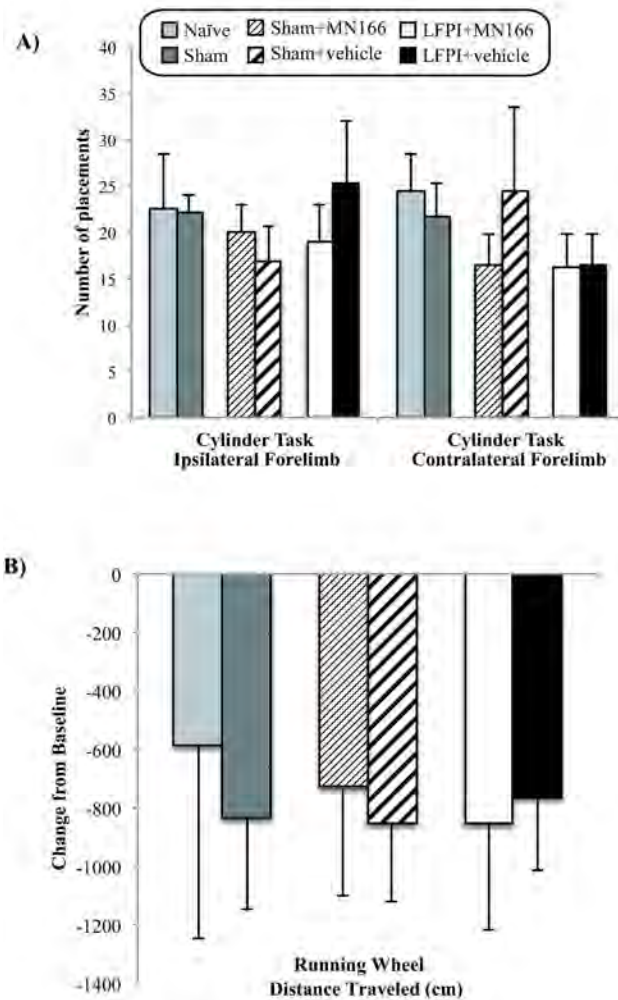 A)
Naïve Sham+MN166 LFPI+MN166
Sham Sham+vehicle LFPI+vehicle
40
35
30
25
20
15
10
5
0
Number of placements
Cylinder Task Cylinder Task
Ipsilateral Forelimb Contralateral Forelimb
B)
0
-200
-400
-600
-800
-1000
-1200
-1400
Change from Baseline
Running Wheel
Distance Traveled (cm)